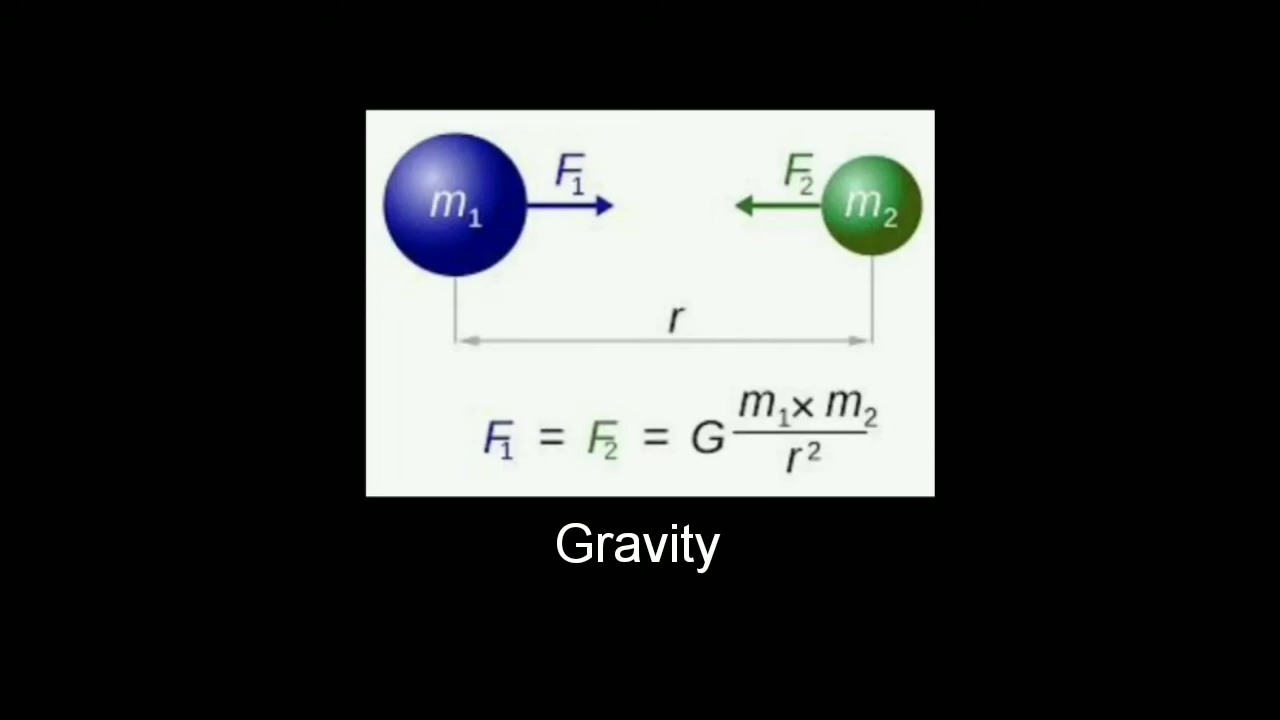 F₁ F₂
m₁ m₂
r
F₁ = F₂ = G m₁ × m₂ / r²
Gravity